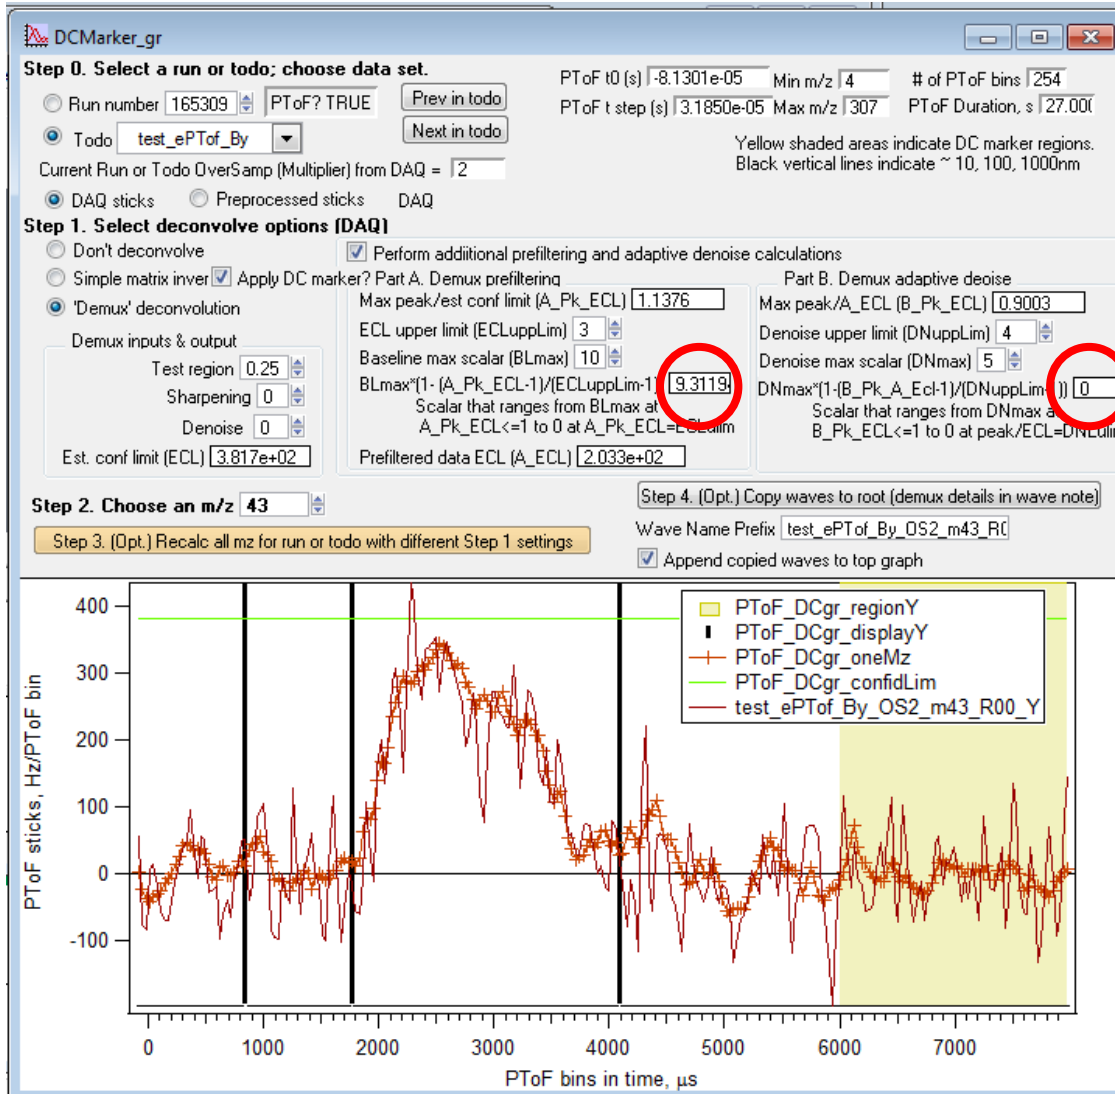 DCMarker_gr
Step 0. Select a run or todo; choose data set.
Run number 165309 PToF? TRUE Prev in todo
Todo test_ePTof_By Next in todo
Current Run or Todo OverSamp (Multiplier) from DAQ = 2
DAQ sticks Preprocessed sticks DAQ
PToF t0 (s) -8.1301e-05 Min m/z 4 # of PToF bins 254
PToF t step (s) 3.1850e-05 Max m/z 307 PToF Duration, s 27.00
Yellow shaded areas indicate DC marker regions.
Black vertical lines indicate ~ 10, 100, 1000nm
Step 1. Select deconvolve options (DAQ)
Don't deconvolve
Simple matrix inver Apply DC marker?
'Demux' deconvolution
Demux inputs & output
Test region 0.25
Sharpening 0
Denoise 0
Est. conf limit (ECL) 3.817e+02
Perform addiitional prefiltering and adaptive denoise calculations
Part A. Demux prefiltering
Max peak/est conf limit (A_Pk_ECL) 1.1376
ECL upper limit (ECLuppLim) 3
Baseline max scalar (BLmax) 10
BLmax*(1- (A_Pk_ECL-1)/(ECLuppLim-1) 9.3119
Scalar that ranges from BLmax at
A_Pk_ECL<=1 to 0 at A_Pk_ECL=ECLulim
Prefiltered data ECL (A_ECL) 2.033e+02
Part B. Demux adaptive deoise
Max peak/A_ECL (B_Pk_ECL) 0.9003
Denoise upper limit (DNuppLim) 4
Denoise max scalar (DNmax) 5
DNmax*(1-(B_Pk_A_Ecl-1)/(DNuppLim- )) 0
Scalar that ranges from DNmax a
B_Pk_ECL<=1 to 0 at peak/ECL=DNLulim
Step 2. Choose an m/z 43
Step 3. (Opt.) Recalc all mz for run or todo with different Step 1 settings
Step 4. (Opt.) Copy waves to root (demux details in wave note)
Wave Name Prefix test_ePTof_By_OS2_m43_R0
Append copied waves to top graph
PToF_DCgr_regionY
PToF_DCgr_displayY
PToF_DCgr_oneMz
PToF_DCgr_confidLim
test_ePTof_By_OS2_m43_R00_Y
PToF sticks, Hz/PToF bin
400
300
200
100
0
-100
0 1000 2000 3000 4000 5000 6000 7000
PToF bins in time, µs